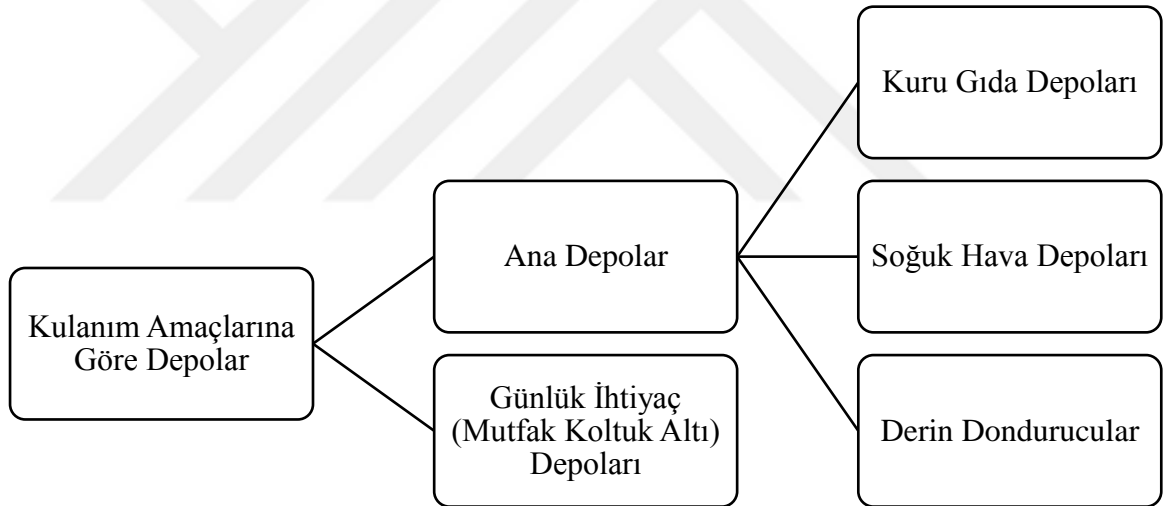 Kulanım Amaçlarına
Göre Depolar
Ana Depolar
Günlük İhtiyaç
(Mutfak Koltuk Altı)
Depoları
Kuru Gıda Depoları
Soğuk Hava Depoları
Derin Dondurucular